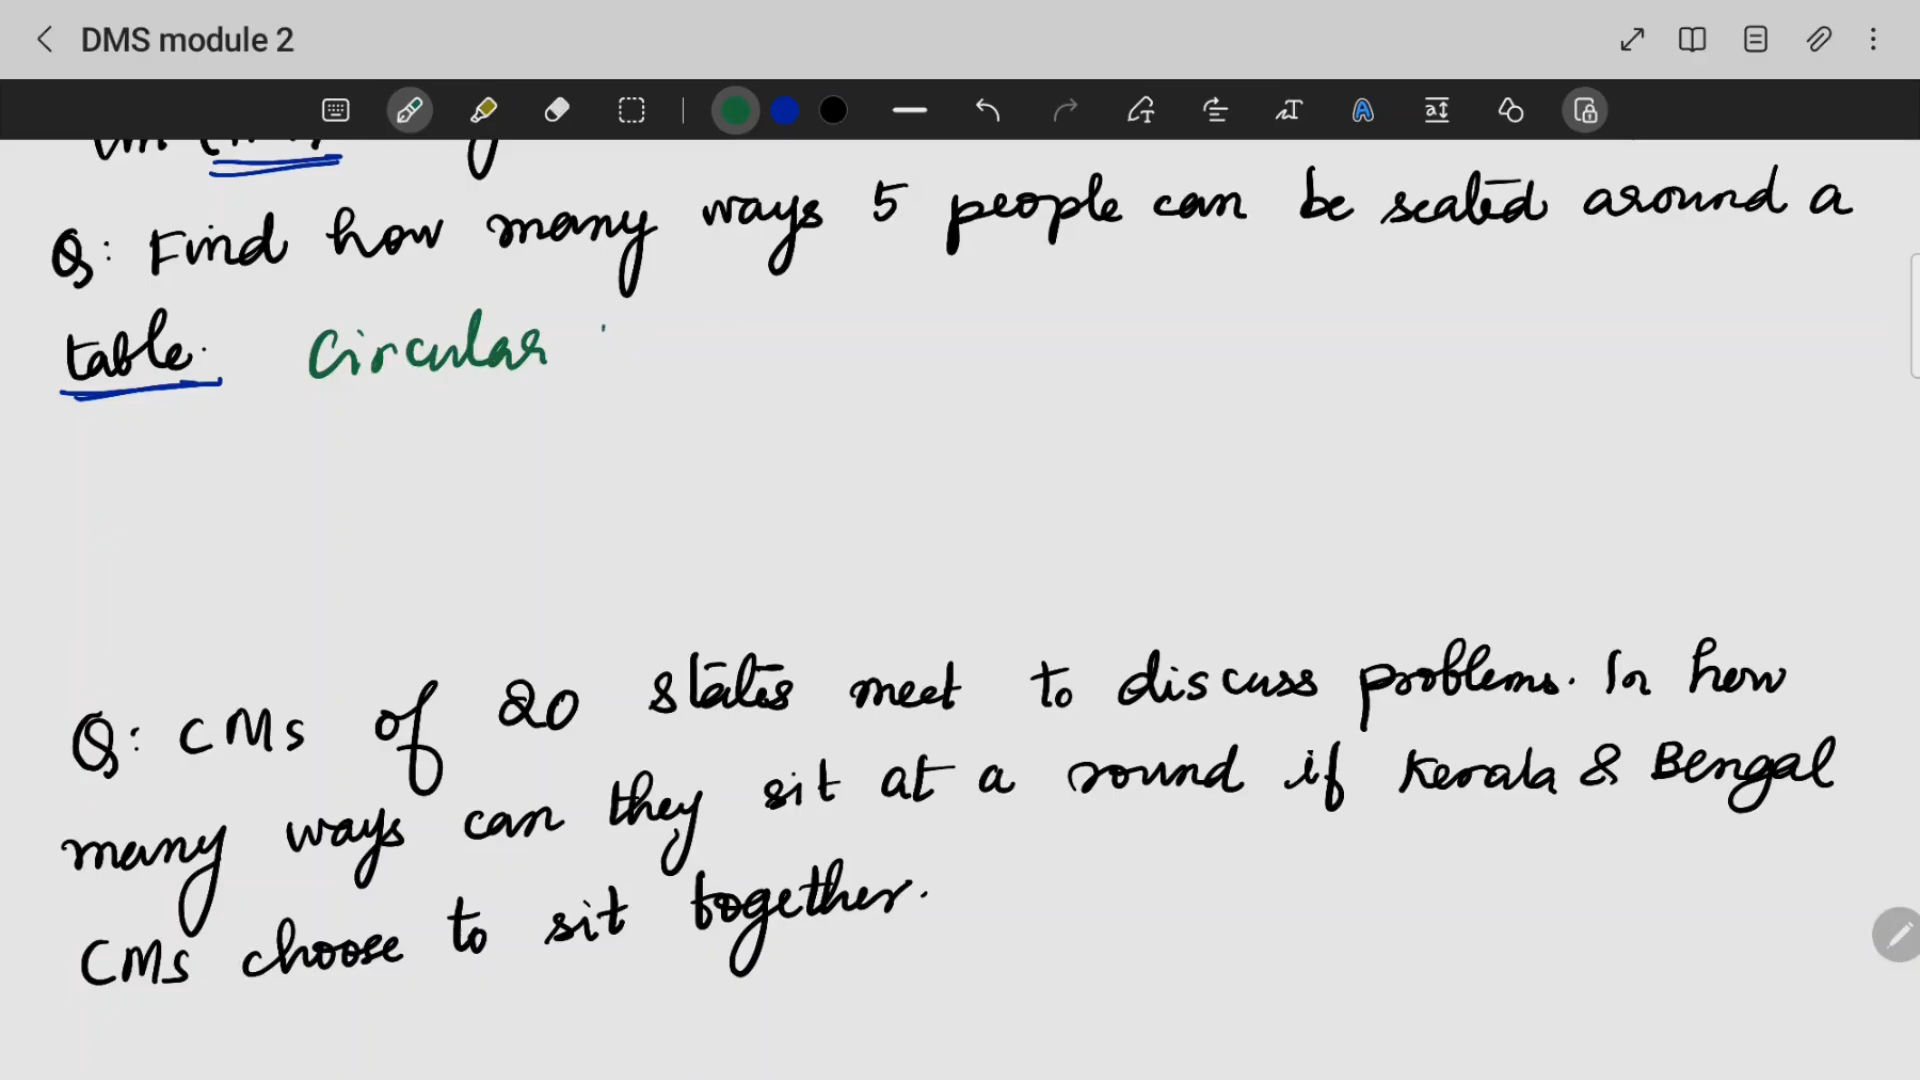 DMS module 2
Q: Find how many ways 5 people can be seated around a
table. Circular
Q: CMs of 20 states meet to discuss problems. In how
many ways can they sit at a round if Kerala & Bengal
CMs choose to sit together.